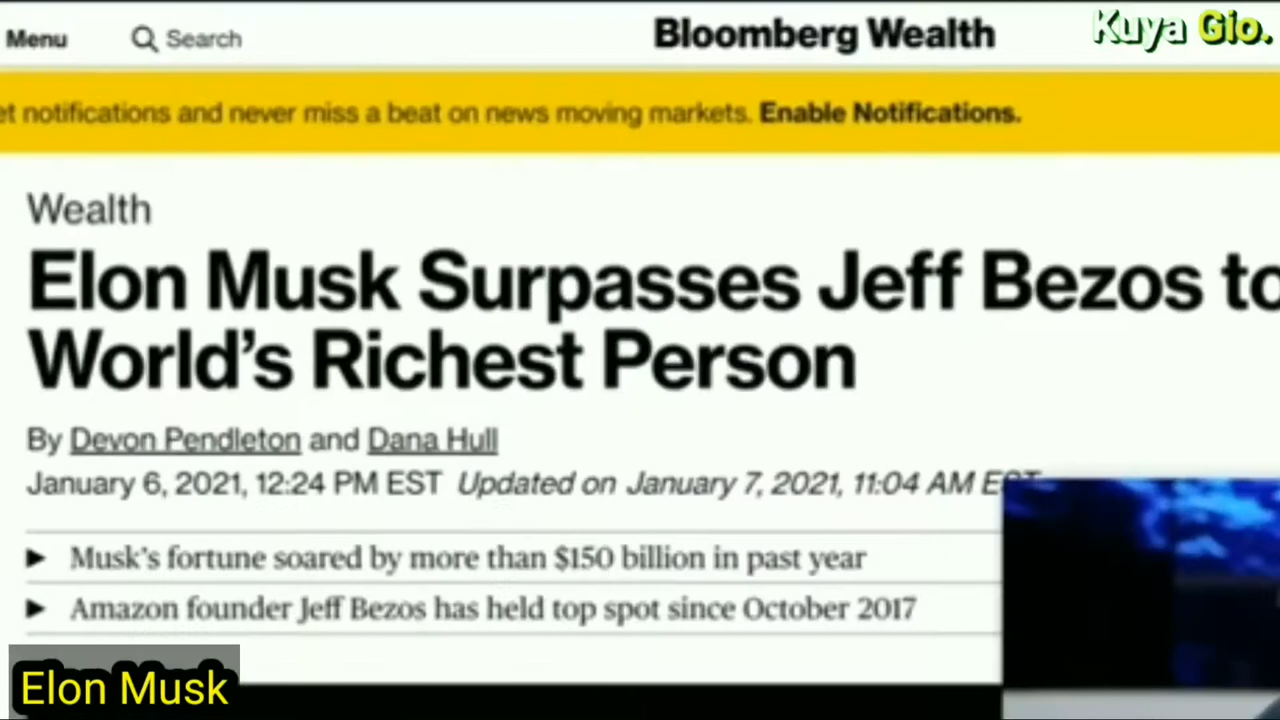 Menu Search Bloomberg Wealth Kuya Gio.
notifications and never miss a beat on news moving markets. Enable Notifications.
Wealth
Elon Musk Surpasses Jeff Bezos to
World's Richest Person
By Devon Pendleton and Dana Hull
January 6, 2021, 12:24 PM EST Updated on January 7, 2021, 11:04 AM EST
▶ Musk's fortune soared by more than $150 billion in past year
▶ Amazon founder Jeff Bezos has held top spot since October 2017
Elon Musk